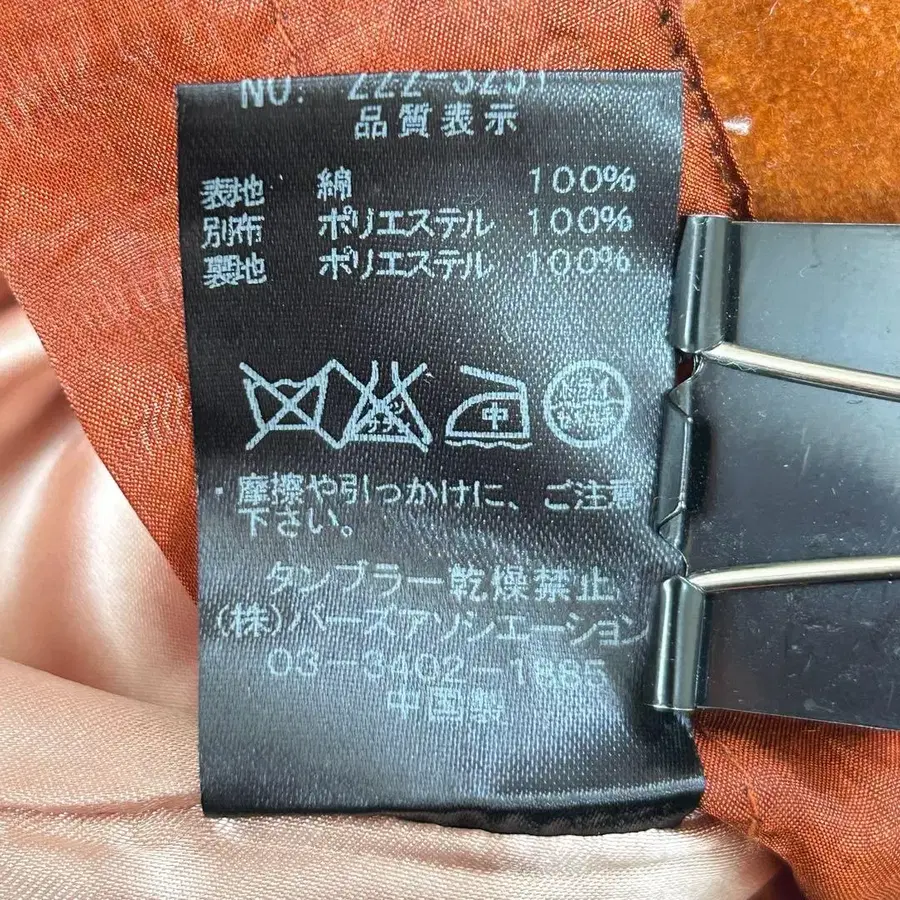 NO. 222-3251
品質表示
表地 綿 100%
別布 ポリエステル 100%
裏地 ポリエステル 100%
中
・摩擦や引っかけに、ご注意
下さい。
タンブラー乾燥禁止
(株)バーズアソシエーション
03-3402-1885
中国製